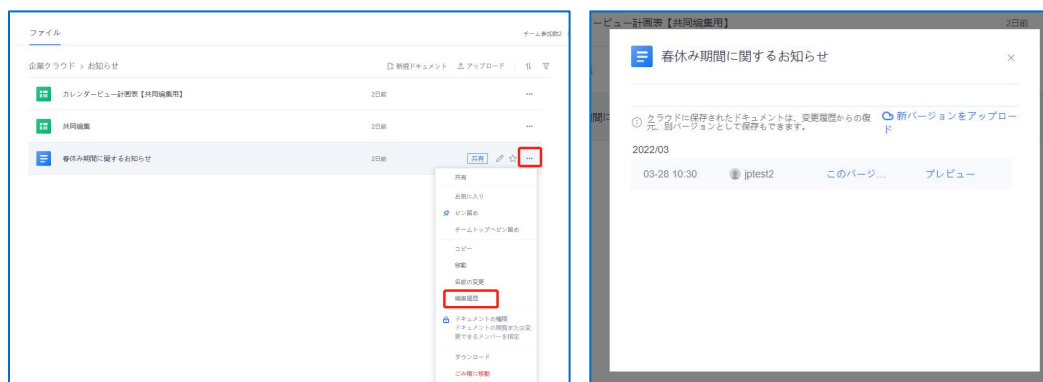 ファイル
チーム参加数2
企業クラウド > お知らせ
新規ドキュメント アップロード
カレンダービュー計画表【共同編集用】 2日前 ...
共同編集 2日前 ...
春休み期間に関するお知らせ 2日前 共有 ...
共有
お気に入り
ピン留め
チームトップへピン留め
コピー
移動
名前の変更
編集履歴
ドキュメントの権限
ドキュメントの閲覧または変
更できるメンバーを指定
ダウンロード
ごみ箱に移動
ービュー計画表【共同編集用】 2日前
間に
春休み期間に関するお知らせ ×
クラウドに保存されたドキュメントは、変更履歴からの復
元、別バージョンとして保存もできます。
新バージョンをアップロー
ド
2022/03
03-28 10:30 jptest2 このバージ... プレビュー